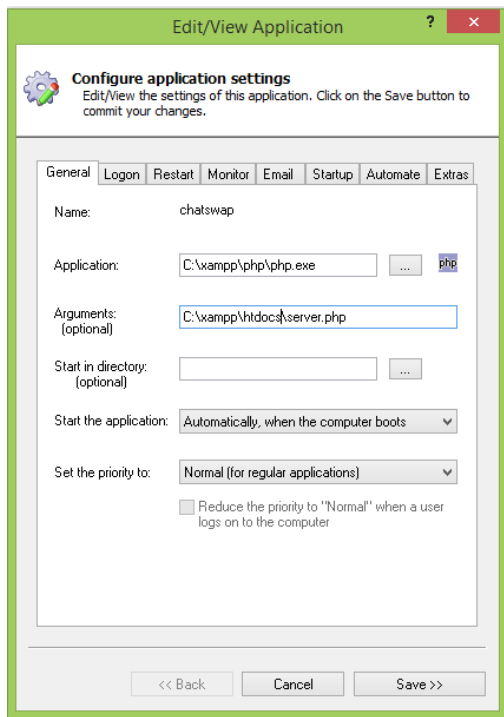 Edit/View Application
?
×
Configure application settings
Edit/View the settings of this application. Click on the Save button to
commit your changes.
General Logon Restart Monitor Email Startup Automate Extras
Name: chatswap
Application: C:\xampp\php\php.exe ... php
Arguments: C:\xampp\htdocs\server.php
(optional)
Start in directory: ...
(optional)
Start the application: Automatically, when the computer boots
Set the priority to: Normal (for regular applications)
Reduce the priority to "Normal" when a user
logs on to the computer
<< Back Cancel Save >>